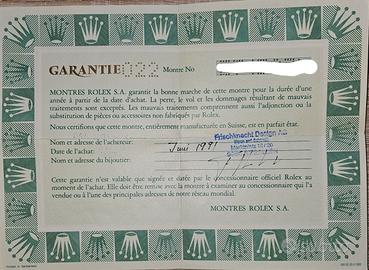 GARANTIE Montre No
MONTRES ROLEX S.A. garantit la bonne marche de cette montre pour la durée d'une
année à partir de la date d'achat. La perte, le vol et les dommages résultant de mauvais
traitements sont exceptés. Les mauvais traitements comprennent aussi l'adjonction ou la
substitution de pièces ou accessoires non fabriqués par Rolex.
Nous certifions que cette montre, entièrement manufacturée en Suisse, est en parfait état.
Nom et adresse de l'acheteur:
Date de l'achat: Juni 1991
Nom et adresse du bijoutier:
Frischknecht Design AG
Cette garantie n'est valable que signée et datée par le concessionnaire officiel Rolex
au moment de l'achat. Elle doit être remise avec la montre à examiner au concessionnaire qui l'a
vendue ou à l'une des principales adresses de notre réseau mondial.
MONTRES ROLEX S.A.